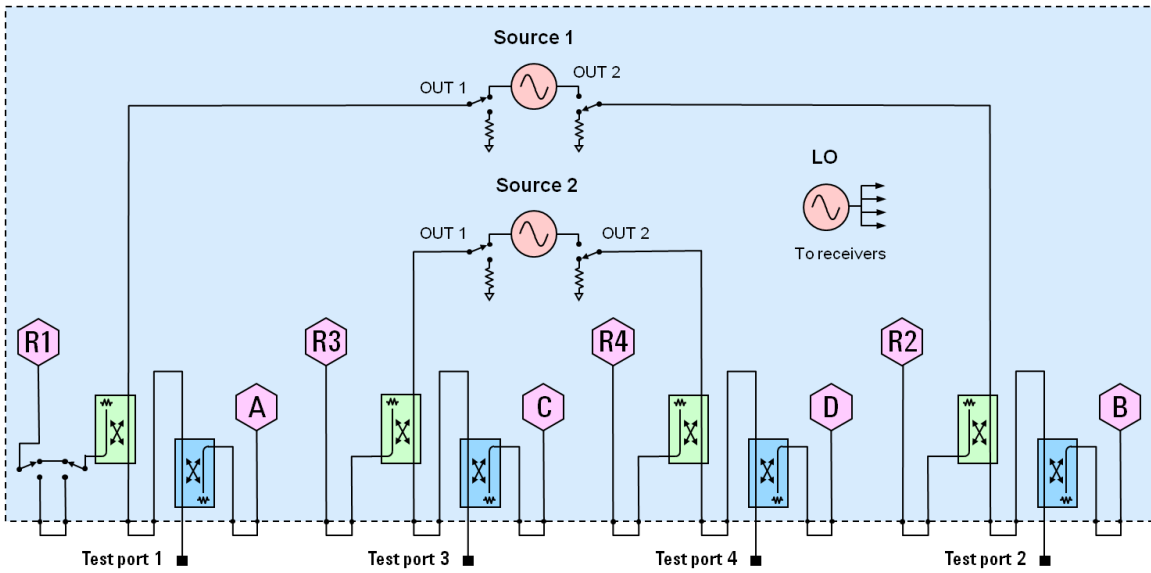 Source 1
OUT 1
OUT 2
LO
Source 2
OUT 1
OUT 2
To receivers
R1
R3
R4
R2
A
C
D
B
Test port 1
Test port 3
Test port 4
Test port 2